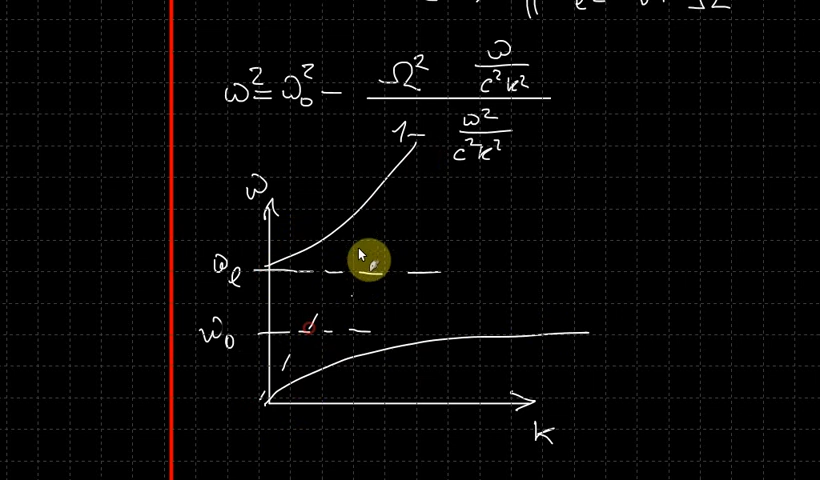 ω² = ω₀² − (Ω² ω/(c²k²))/(1 − ω²/(c²k²))
ω
ωₗ
ω₀
k